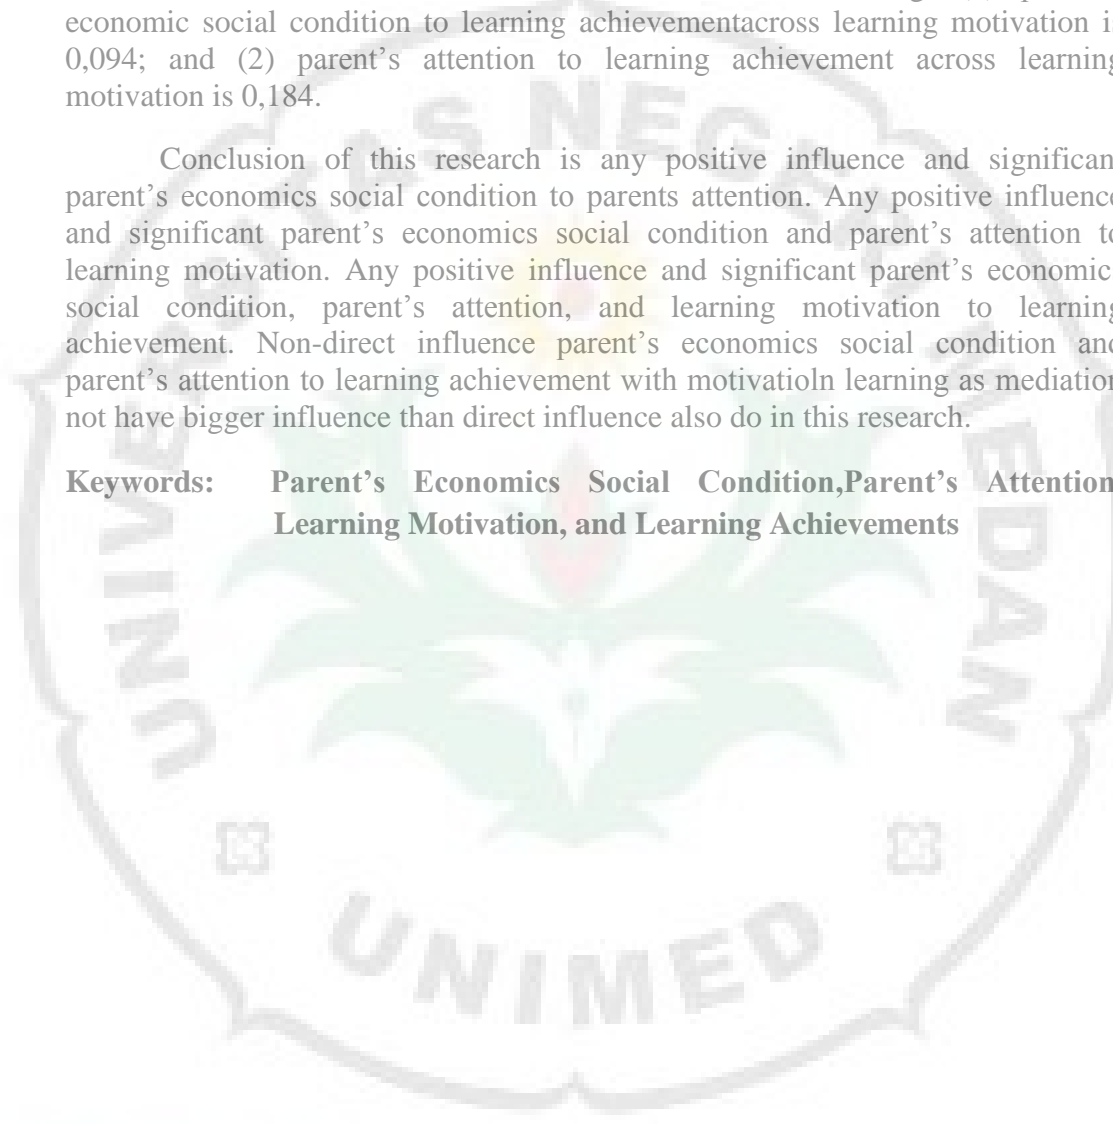 economic social condition to learning achievementacross learning motivation i
0,094; and (2) parent's attention to learning achievement across learning
motivation is 0,184.
Conclusion of this research is any positive influence and significan
parent's economics social condition to parents attention. Any positive influence
and significant parent's economics social condition and parent's attention to
learning motivation. Any positive influence and significant parent's economic
social condition, parent's attention, and learning motivation to learning
achievement. Non-direct influence parent's economics social condition and
parent's attention to learning achievement with motivatioln learning as mediation
not have bigger influence than direct influence also do in this research.
Keywords: Parent's Economics Social Condition,Parent's Attention
Learning Motivation, and Learning Achievements
UNIVERSITAS NEGERI MEDAN
UNIMED